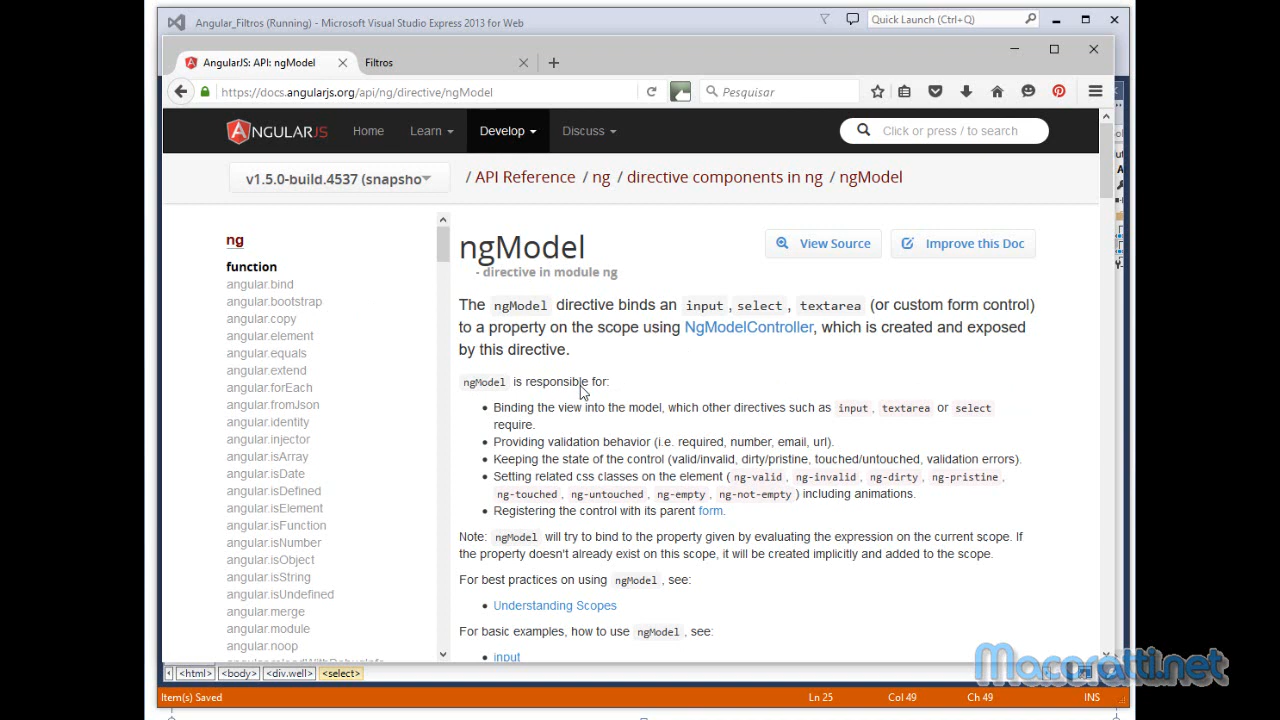 Angular_Filtros (Running) - Microsoft Visual Studio Express 2013 for Web
Quick Launch (Ctrl+Q)
AngularJS: API: ngModel
Filtros
https://docs.angularjs.org/api/ng/directive/ngModel
Pesquisar
ANGULARJS
Home
Learn
Develop
Discuss
Click or press / to search
v1.5.0-build.4537 (snapsho
/ API Reference / ng / directive components in ng / ngModel
ng
function
angular.bind
angular.bootstrap
angular.copy
angular.element
angular.equals
angular.extend
angular.forEach
angular.fromJson
angular.identity
angular.injector
angular.isArray
angular.isDate
angular.isDefined
angular.isElement
angular.isFunction
angular.isNumber
angular.isObject
angular.isString
angular.isUndefined
angular.merge
angular.module
angular.noop
ngModel
View Source
Improve this Doc
- directive in module ng
The ngModel directive binds an input, select, textarea (or custom form control)
to a property on the scope using NgModelController, which is created and exposed
by this directive.
ngModel is responsible for:
Binding the view into the model, which other directives such as input, textarea or select
require.
Providing validation behavior (i.e. required, number, email, url).
Keeping the state of the control (valid/invalid, dirty/pristine, touched/untouched, validation errors).
Setting related css classes on the element (ng-valid, ng-invalid, ng-dirty, ng-pristine,
ng-touched, ng-untouched, ng-empty, ng-not-empty) including animations.
Registering the control with its parent form.
Note: ngModel will try to bind to the property given by evaluating the expression on the current scope. If
the property doesn't already exist on this scope, it will be created implicitly and added to the scope.
For best practices on using ngModel, see:
Understanding Scopes
For basic examples, how to use ngModel, see:
input
<html> <body> <div.well> <select>
Macoratti.net
Item(s) Saved
Ln 25
Col 49
Ch 49
INS